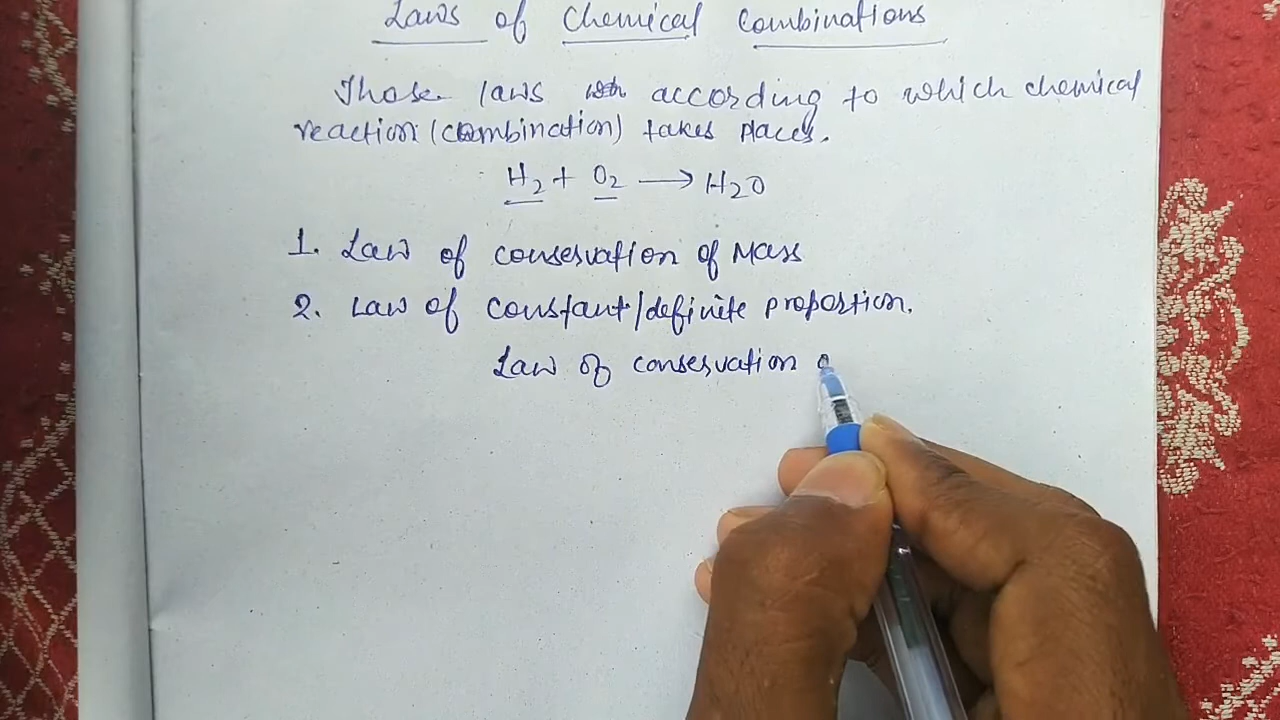 Laws of Chemical Combinations
Those laws according to which chemical
reaction (combination) takes places.
H2 + O2 → H2O
1. Law of conservation of Mass
2. Law of constant/definite proportion.
Law of conservation o